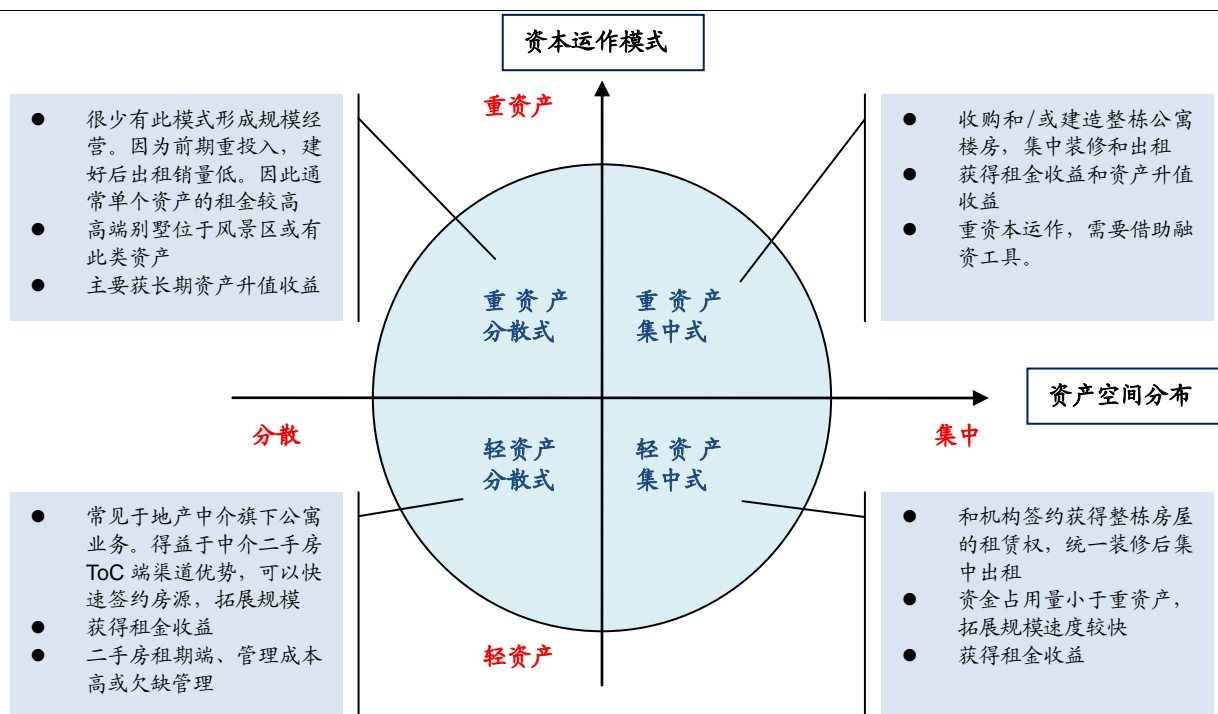 资本运作模式
重资产
● 很少有此模式形成规模经
营。因为前期重投入，建
好后出租销量低。因此通
常单个资产的租金较高
● 高端别墅位于风景区或有
此类资产
● 主要获长期资产升值收益
● 收购和/或建造整栋公寓
楼房，集中装修和出租
● 获得租金收益和资产升值
收益
● 重资本运作，需要借助融
资工具。
重 资 产
分散式
重 资 产
集中式
资产空间分布
分散
集中
轻资产
分散式
轻 资 产
集中式
● 常见于地产中介旗下公寓
业务。得益于中介二手房
ToC 端渠道优势，可以快
速签约房源，拓展规模
● 获得租金收益
● 二手房租期端、管理成本
高或欠缺管理
● 和机构签约获得整栋房屋
的租赁权，统一装修后集
中出租
● 资金占用量小于重资产，
拓展规模速度较快
● 获得租金收益
轻资产